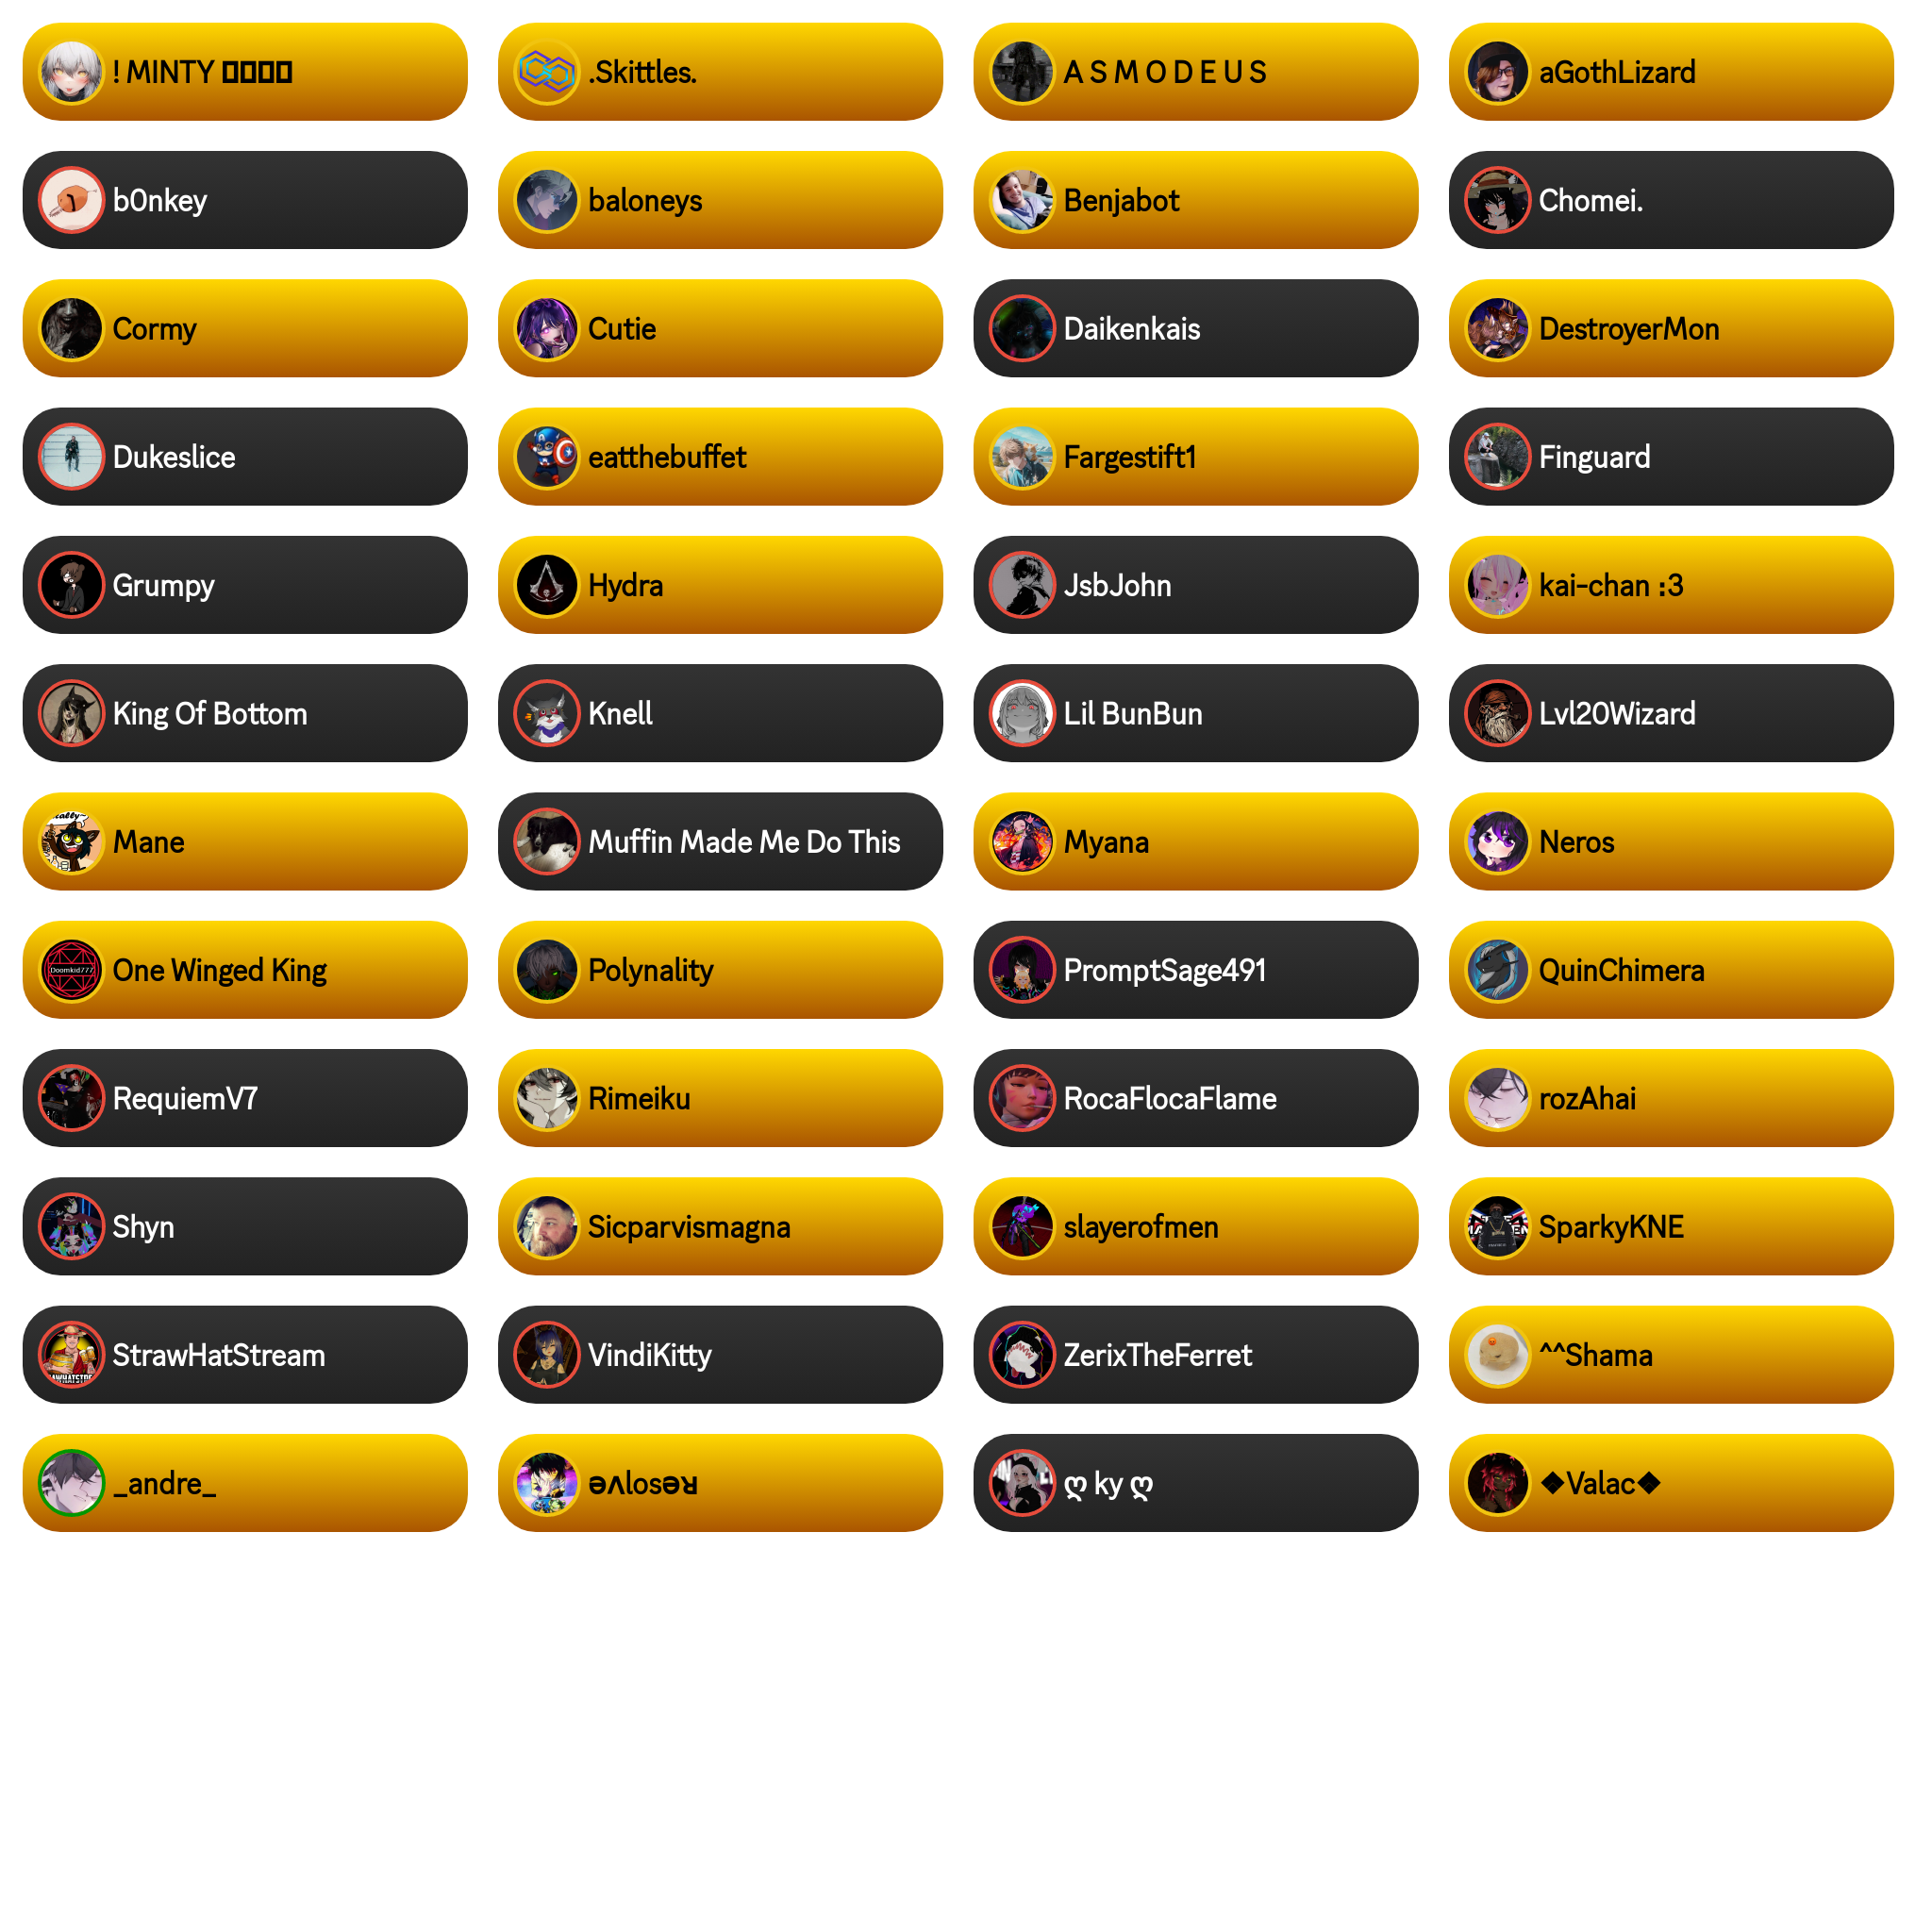 ! MINTY
.Skittles.
A S M O D E U S
aGothLizard
b0nkey
baloneys
Benjabot
Chomei.
Cormy
Cutie
Daikenkais
DestroyerMon
Dukeslice
eatthebuffet
Fargestift1
Finguard
Grumpy
Hydra
JsbJohn
kai-chan :3
King Of Bottom
Knell
Lil BunBun
Lvl20Wizard
Mane
Muffin Made Me Do This
Myana
Neros
Doomkid777
One Winged King
Polynality
PromptSage491
QuinChimera
RequiemV7
Rimeiku
RocaFlocaFlame
rozAhai
Shyn
Sicparvismagna
slayerofmen
SparkyKNE
StrawHatStream
VindiKitty
ZerixTheFerret
^^Shama
_andre_
ǝʌlosǝᴚ
ღ ky ღ
❖Valac❖